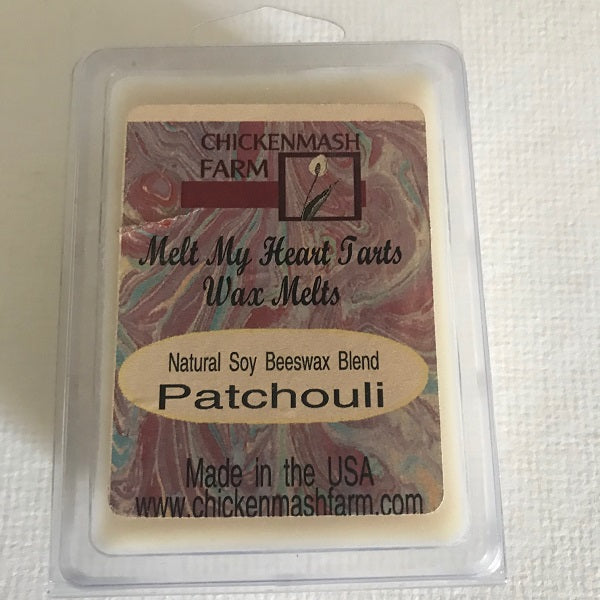 CHICKENMASH
FARM
Melt My Heart Tarts
Wax Melts
Natural Soy Beeswax Blend
Patchouli
Made in the USA
www.chickenmashfarm.com